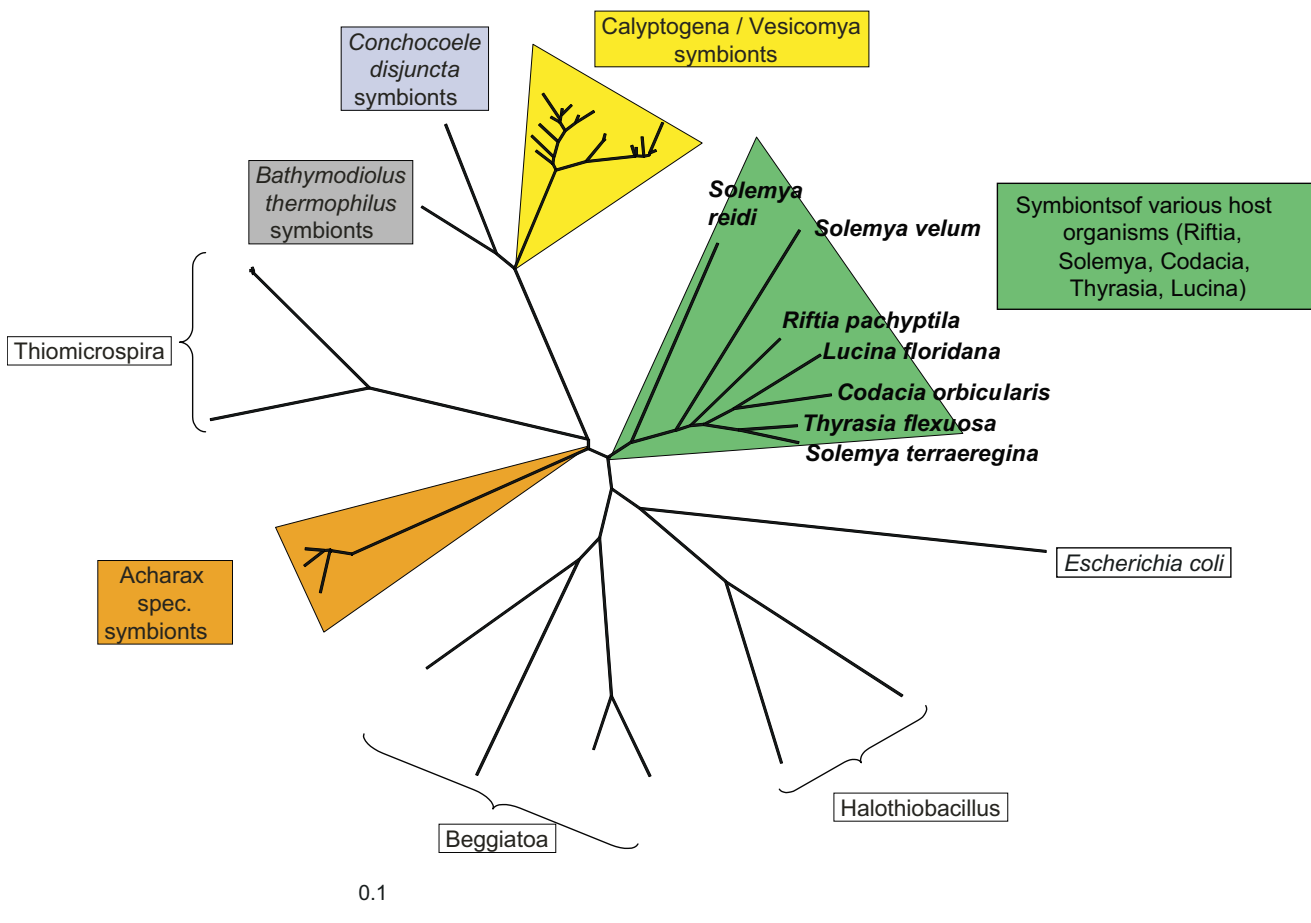 Calyptogena / Vesicomya
symbionts
Conchocoele
disjuncta
symbionts
Bathymodiolus
thermophilus
symbionts
Solemya
reidi
Solemya velum
Symbiontsof various host
organisms (Riftia,
Solemya, Codacia,
Thyrasia, Lucina)
Riftia pachyptila
Lucina floridana
Codacia orbicularis
Thyrasia flexuosa
Solemya terraeregina
Thiomicrospira
Acharax
spec.
symbionts
Escherichia coli
Halothiobacillus
Beggiatoa
0.1